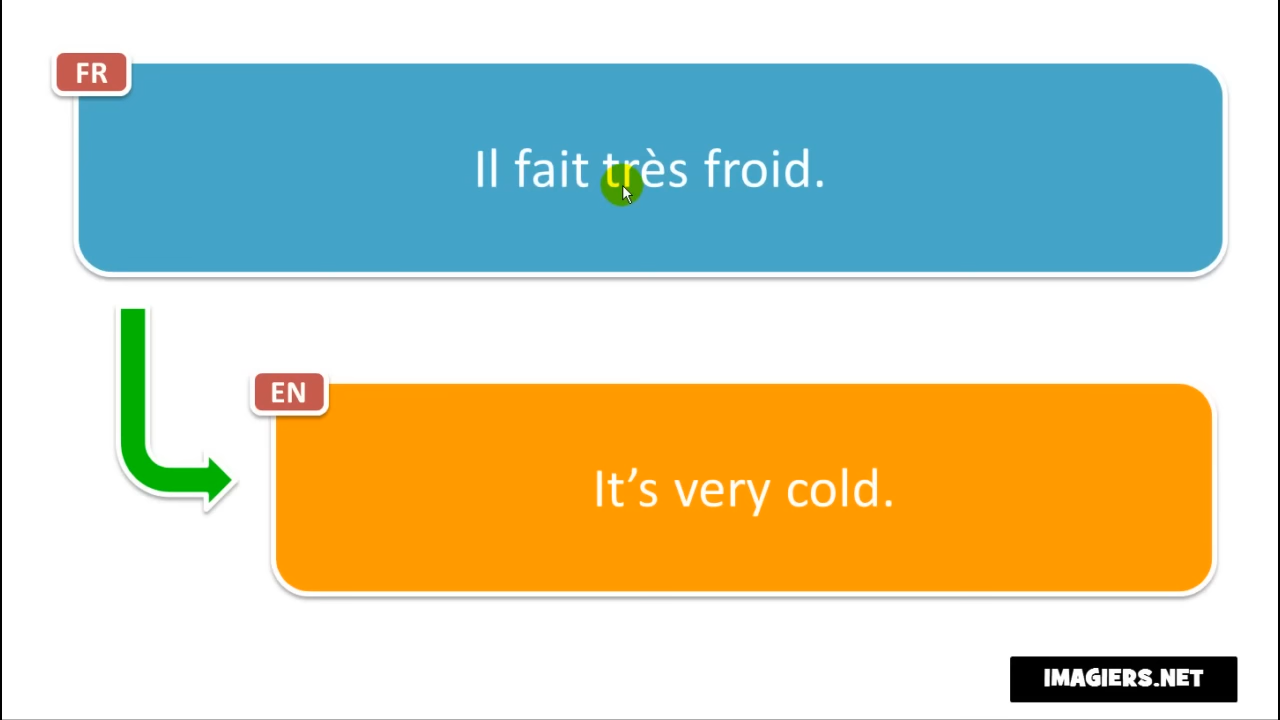 FR
Il fait très froid.
EN
It’s very cold.
IMAGIERS.NET